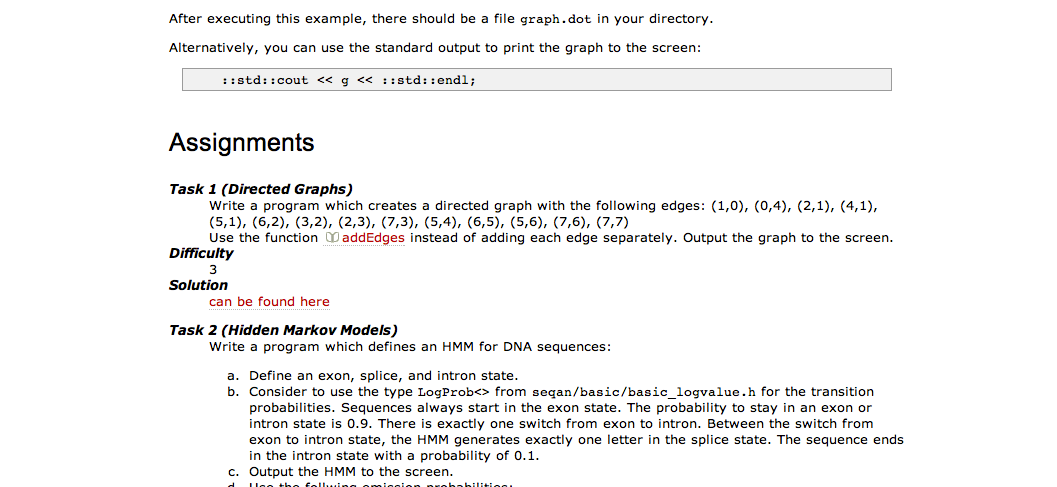 After executing this example, there should be a file graph.dot in your directory.
Alternatively, you can use the standard output to print the graph to the screen:
::std::cout << g << ::std::endl;
Assignments
Task 1 (Directed Graphs)
Write a program which creates a directed graph with the following edges: (1,0), (0,4), (2,1), (4,1),
(5,1), (6,2), (3,2), (2,3), (7,3), (5,4), (6,5), (5,6), (7,6), (7,7)
Use the function addEdges instead of adding each edge separately. Output the graph to the screen.
Difficulty
3
Solution
can be found here
Task 2 (Hidden Markov Models)
Write a program which defines an HMM for DNA sequences:
a. Define an exon, splice, and intron state.
b. Consider to use the type LogProb<> from seqan/basic/basic_logvalue.h for the transition
probabilities. Sequences always start in the exon state. The probability to stay in an exon or
intron state is 0.9. There is exactly one switch from exon to intron. Between the switch from
exon to intron state, the HMM generates exactly one letter in the splice state. The sequence ends
in the intron state with a probability of 0.1.
c. Output the HMM to the screen.
d. Use the follwing emission probabilities: